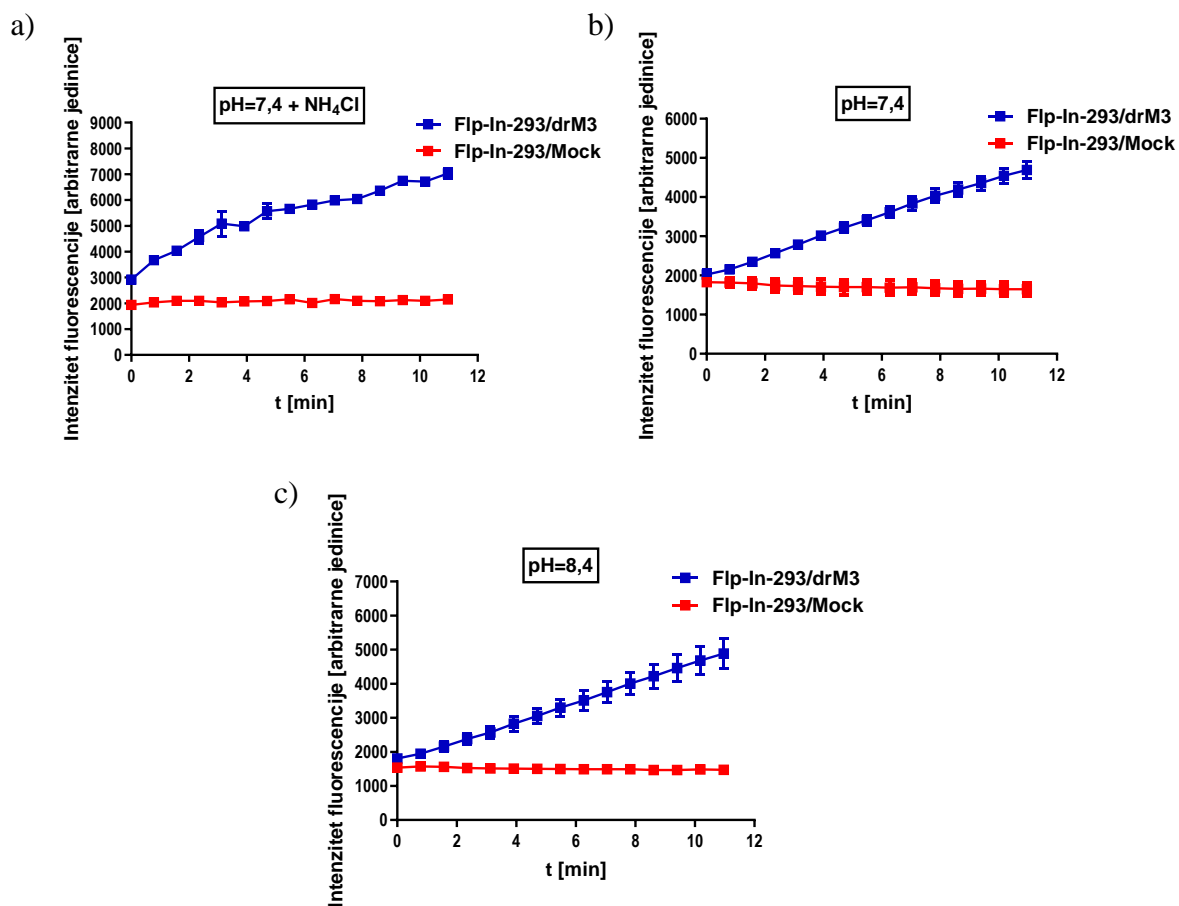 a)
pH=7,4 + NH₄Cl
Flp-In-293/drM3
Flp-In-293/Mock
Intenzitet fluorescencije [arbitrarne jedinice]
9000
8000
7000
6000
5000
4000
3000
2000
1000
0
0 2 4 6 8 10 12
t [min]
b)
pH=7,4
Flp-In-293/drM3
Flp-In-293/Mock
Intenzitet fluorescencije [arbitrarne jedinice]
6000
5000
4000
3000
2000
1000
0
0 2 4 6 8 10 12
t [min]
c)
pH=8,4
Flp-In-293/drM3
Flp-In-293/Mock
Intenzitet fluorescencije [arbitrarne jedinice]
7000
6000
5000
4000
3000
2000
1000
0
0 2 4 6 8 10 12
t [min]